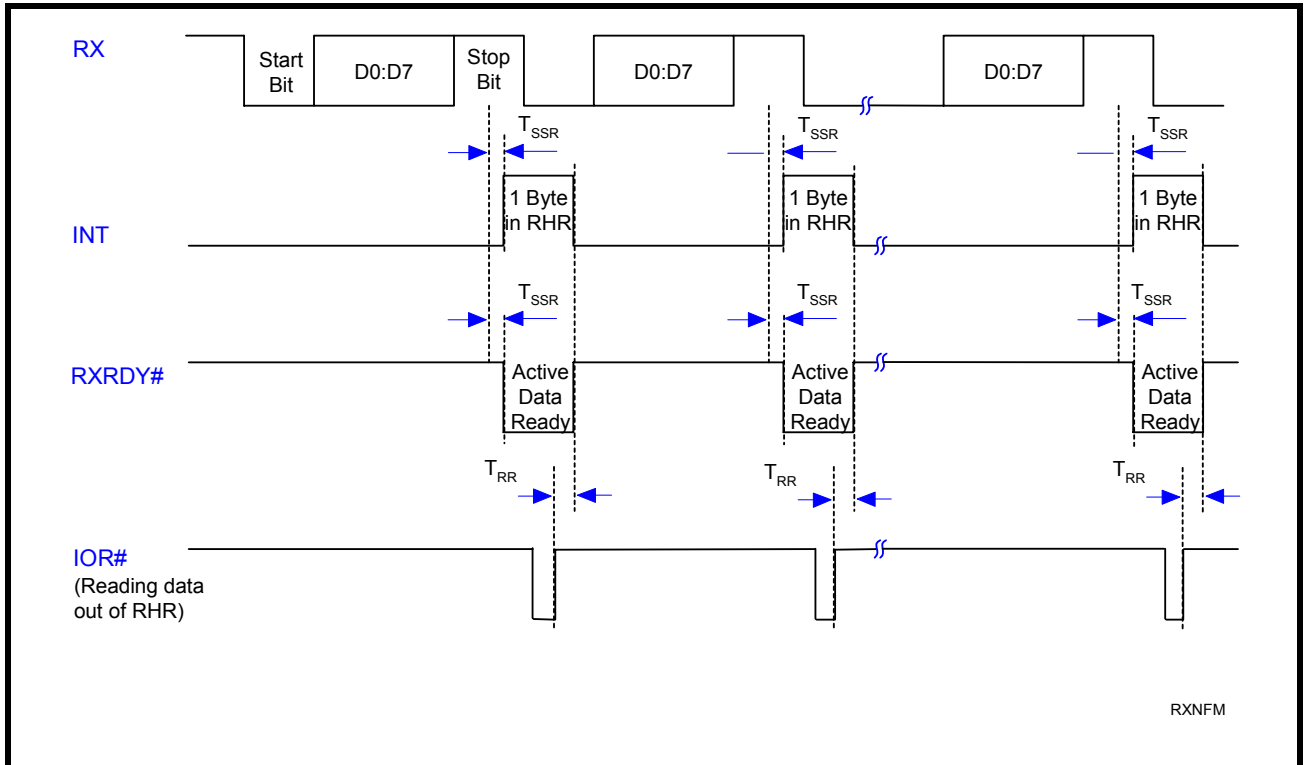 RX
Start
Bit
D0:D7
Stop
Bit
D0:D7
D0:D7
TSSR
TSSR
TSSR
INT
1 Byte
in RHR
1 Byte
in RHR
1 Byte
in RHR
TSSR
TSSR
TSSR
RXRDY#
Active
Data
Ready
Active
Data
Ready
Active
Data
Ready
TRR
TRR
TRR
IOR#
(Reading data
out of RHR)
RXNFM